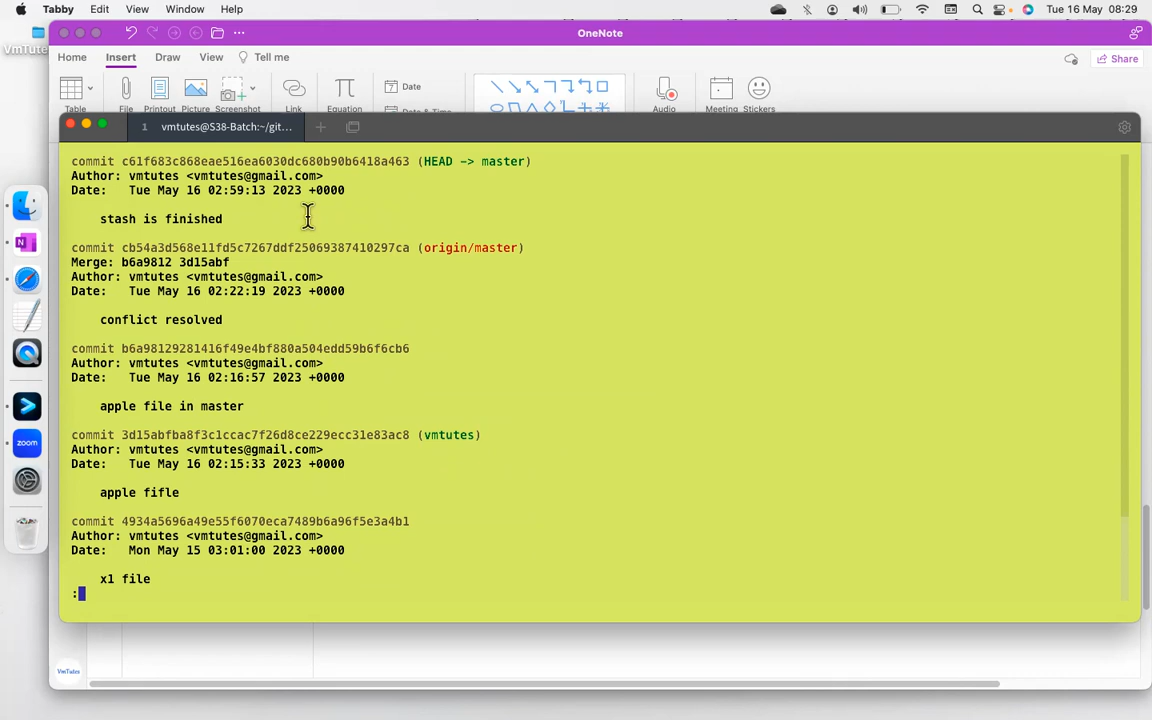 Tabby Edit View Window Help Tue 16 May 08:29
OneNote
VmTute
Home Insert Draw View Tell me Share
Date
Table File Printout Picture Screenshot Link Equation Audio Meeting Stickers
1 vmtutes@S38-Batch:~/git...
commit c61f683c868eae516ea6030dc680b90b6418a463 (HEAD -> master)
Author: vmtutes <vmtutes@gmail.com>
Date: Tue May 16 02:59:13 2023 +0000
stash is finished
commit cb54a3d568e11fd5c7267ddf25069387410297ca (origin/master)
Merge: b6a9812 3d15abf
Author: vmtutes <vmtutes@gmail.com>
Date: Tue May 16 02:22:19 2023 +0000
conflict resolved
commit b6a98129281416f49e4bf880a504edd59b6f6cb6
Author: vmtutes <vmtutes@gmail.com>
Date: Tue May 16 02:16:57 2023 +0000
apple file in master
commit 3d15abfba8f3c1ccac7f26d8ce229ecc31e83ac8 (vmtutes)
Author: vmtutes <vmtutes@gmail.com>
Date: Tue May 16 02:15:33 2023 +0000
apple fifle
commit 4934a5696a49e55f6070eca7489b6a96f5e3a4b1
Author: vmtutes <vmtutes@gmail.com>
Date: Mon May 15 03:01:00 2023 +0000
x1 file
:
zoom
VmTutes